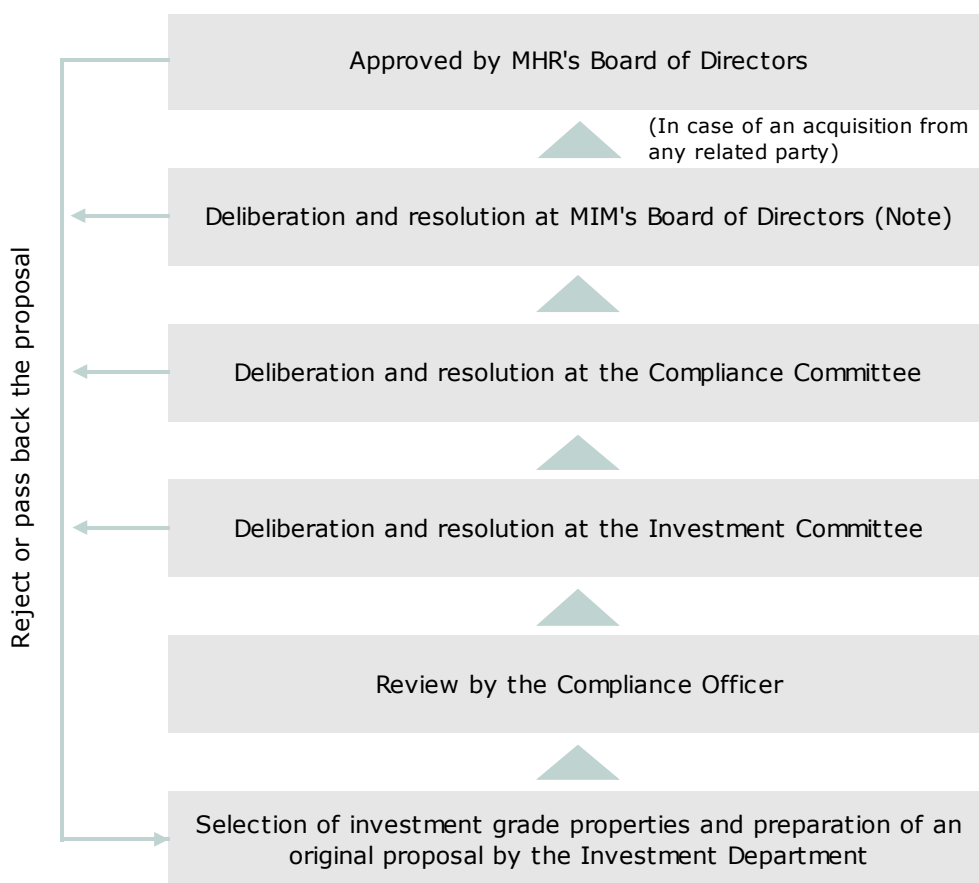 Approved by MHR's Board of Directors
(In case of an acquisition from
any related party)
Deliberation and resolution at MIM's Board of Directors (Note)
Deliberation and resolution at the Compliance Committee
Deliberation and resolution at the Investment Committee
Review by the Compliance Officer
Selection of investment grade properties and preparation of an
original proposal by the Investment Department
Reject or pass back the proposal